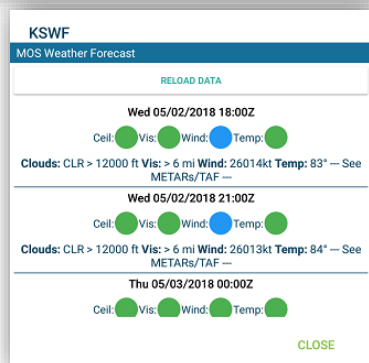 KSWF
MOS Weather Forecast
RELOAD DATA
Wed 05/02/2018 18:00Z
Ceil: Vis: Wind: Temp:
Clouds: CLR > 12000 ft Vis: > 6 mi Wind: 26014kt Temp: 83° --- See
METARs/TAF ---
Wed 05/02/2018 21:00Z
Ceil: Vis: Wind: Temp:
Clouds: CLR > 12000 ft Vis: > 6 mi Wind: 26013kt Temp: 84° --- See
METARs/TAF ---
Thu 05/03/2018 00:00Z
Ceil: Vis: Wind: Temp:
CLOSE